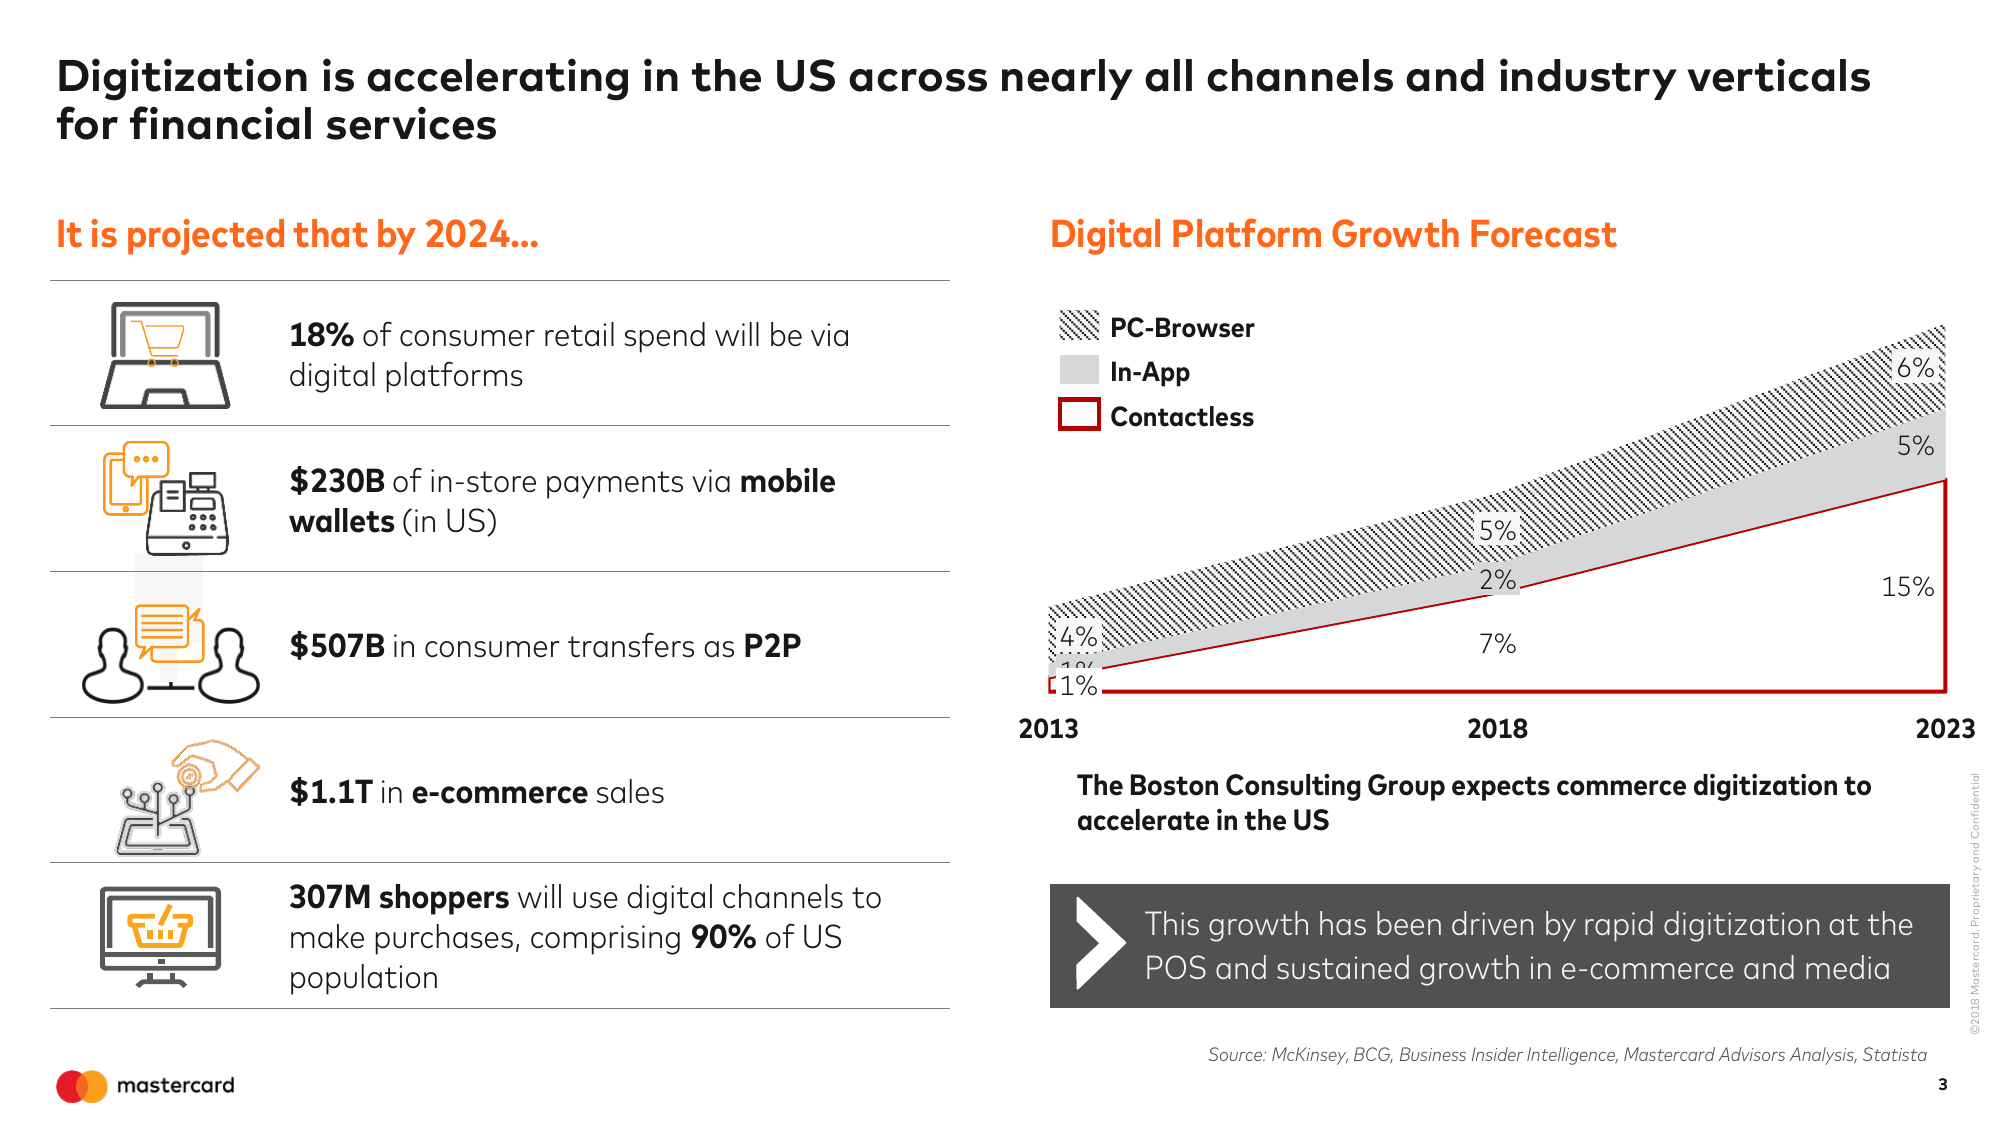 Digitization is accelerating in the US across nearly all channels and industry verticals
for financial services
It is projected that by 2024...
18% of consumer retail spend will be via
digital platforms
$230B of in-store payments via mobile
wallets (in US)
$507B in consumer transfers as P2P
$1.1T in e-commerce sales
307M shoppers will use digital channels to
make purchases, comprising 90% of US
population
Digital Platform Growth Forecast
PC-Browser
In-App
Contactless
6%
5%
15%
5%
2%
7%
4%
1%
1%
2013
2018
2023
The Boston Consulting Group expects commerce digitization to
accelerate in the US
This growth has been driven by rapid digitization at the
POS and sustained growth in e-commerce and media
©2018 Mastercard. Proprietary and Confidential
Source: McKinsey, BCG, Business Insider Intelligence, Mastercard Advisors Analysis, Statista
mastercard
3